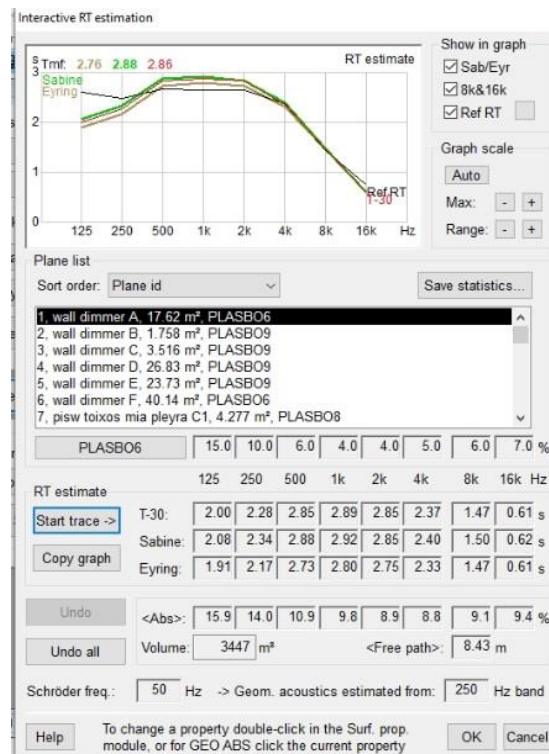 Interactive RT estimation
s Tmf: 2.76 2.88 2.86 RT estimate
3
Sabine
Eyring
2
1
0
Ref RT
T-30
125 250 500 1k 2k 4k 8k 16k Hz
Show in graph
Sab/Eyr
8k&16k
Ref RT
Graph scale
Auto
Max: - +
Range: - +
Plane list
Sort order: Plane id Save statistics...
1, wall dimmer A, 17.62 m², PLASBO6
2, wall dimmer B, 1.758 m², PLASBO9
3, wall dimmer C, 3.516 m², PLASBO9
4, wall dimmer D, 26.83 m², PLASBO9
5, wall dimmer E, 23.73 m², PLASBO9
6, wall dimmer F, 40.14 m², PLASBO9
7, pisw toixos mia pleyra C1, 4.277 m², PLASBO8
PLASBO6 15.0 10.0 6.0 4.0 4.0 5.0 6.0 7.0 %
125 250 500 1k 2k 4k 8k 16k Hz
RT estimate
Start trace -> T-30: 2.00 2.28 2.85 2.89 2.85 2.37 1.47 0.61 s
Sabine: 2.08 2.34 2.88 2.92 2.85 2.40 1.50 0.62 s
Copy graph
Eyring: 1.91 2.17 2.73 2.80 2.75 2.33 1.47 0.61 s
Undo <Abs>: 15.9 14.0 10.9 9.8 8.9 8.8 9.1 9.4 %
Undo all Volume: 3447 m³ <Free path>: 8.43 m
Schröder freq.: 50 Hz -> Geom. acoustics estimated from: 250 Hz band
Help To change a property double-click in the Surf. prop. OK Cancel
module, or for GEO ABS click the current property